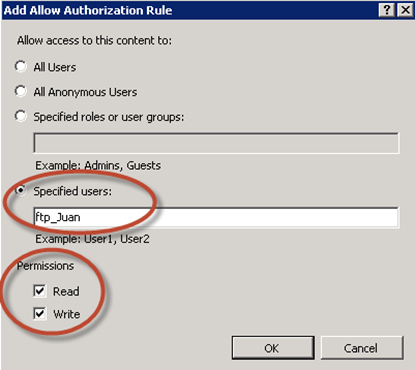 Add Allow Authorization Rule
Allow access to this content to:
All Users
All Anonymous Users
Specified roles or user groups:
Example: Admins, Guests
Specified users:
ftp_Juan
Example: User1, User2
Permissions
Read
Write
OK Cancel